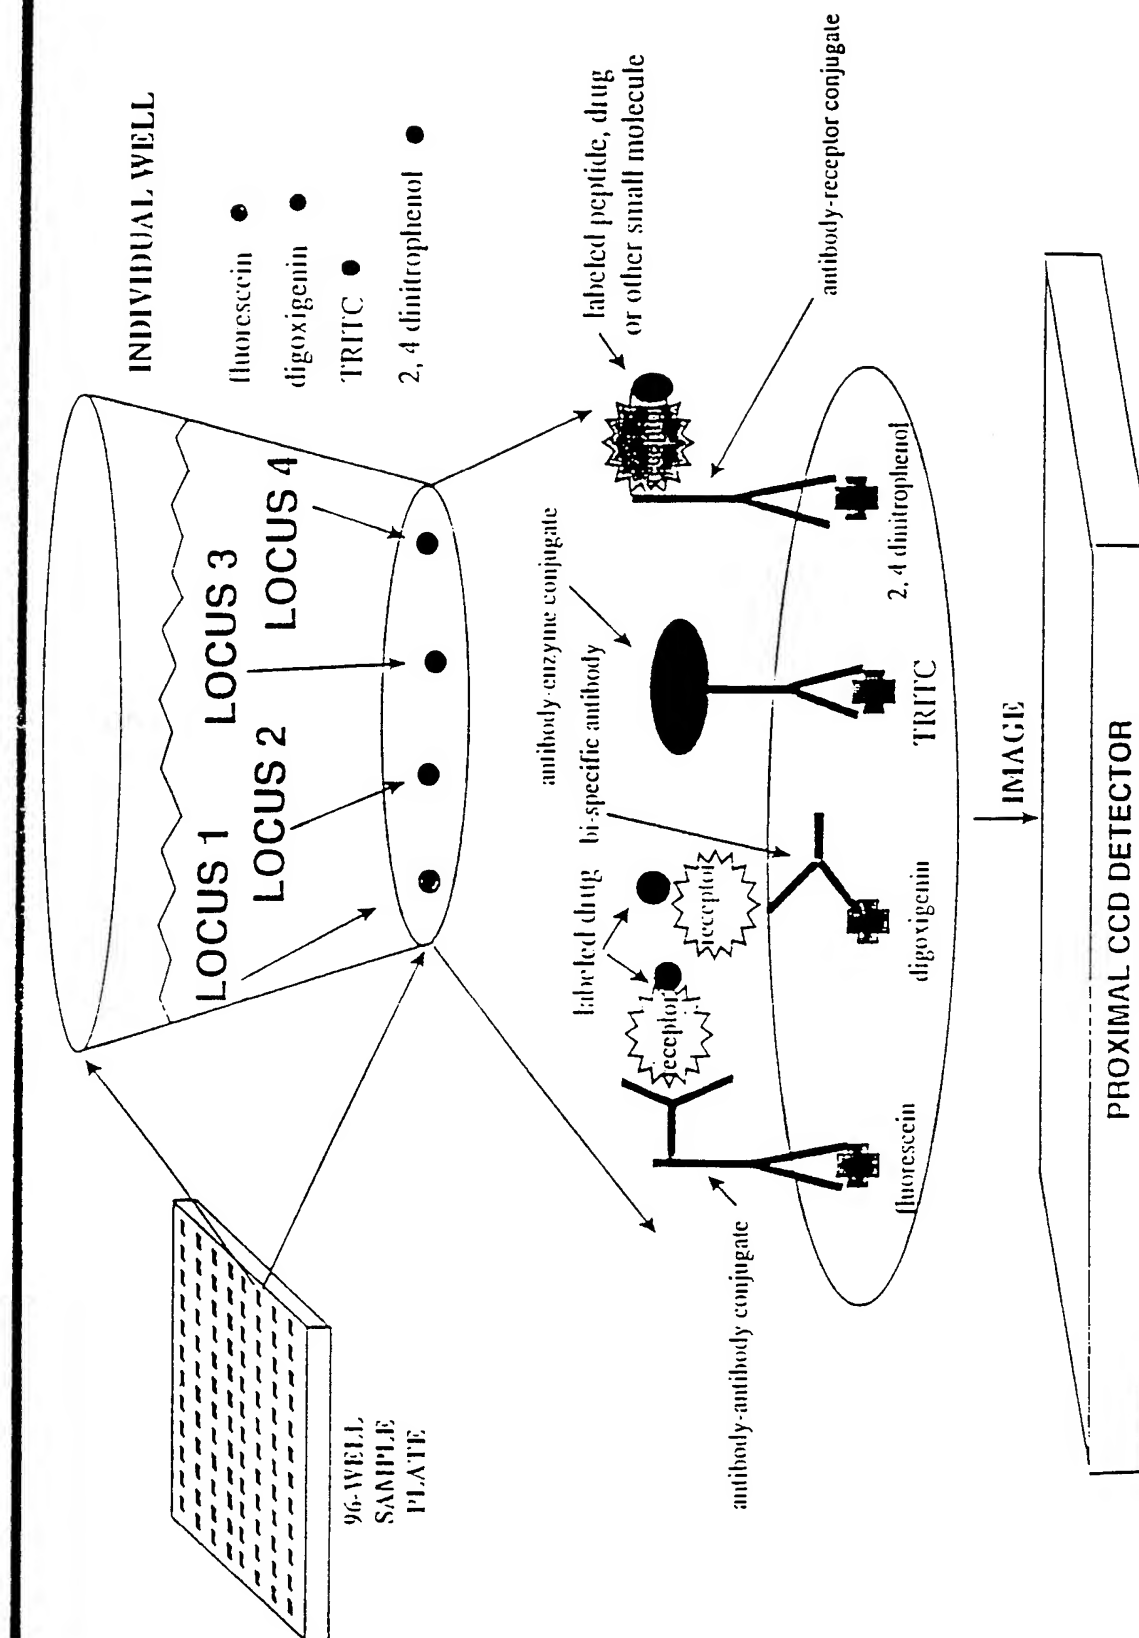 96-WELL
SAMPLE
PLATE
INDIVIDUAL WELL
fluorescein
digoxigenin
TRITC
2, 4 dinitrophenol
LOCUS 1
LOCUS 2
LOCUS 3
LOCUS 4
labeled peptide, drug
or other small molecule
antibody-receptor conjugate
antibody-enzyme conjugate
bi-specific antibody
labeled drug
antibody-antibody conjugate
receptor
receptor
fluorescein
digoxigenin
TRITC
2, 4 dinitrophenol
IMAGE
PROXIMAL CCD DETECTOR